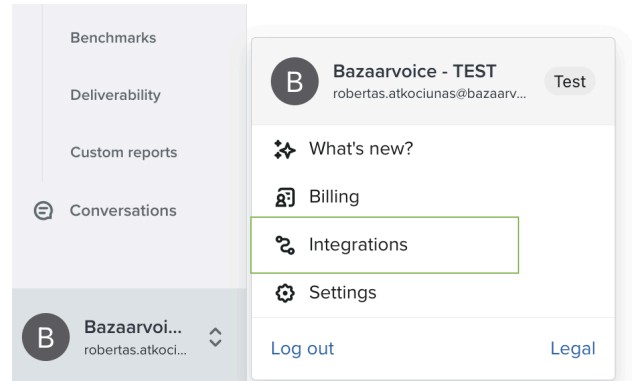 Benchmarks
Deliverability
Custom reports
Conversations
B
Bazaarvoi...
robertas.atkoci...
B
Bazaarvoice - TEST
robertas.atkociunas@bazaarv...
Test
What's new?
Billing
Integrations
Settings
Log out
Legal